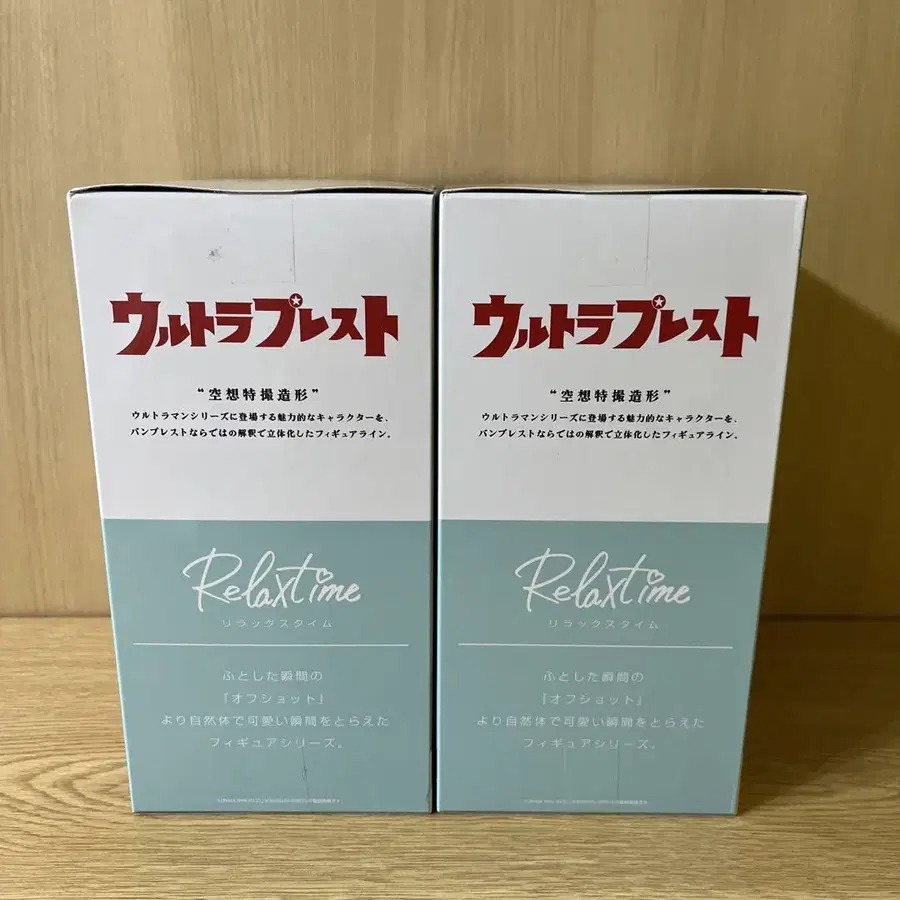 ウルトラプレスト
“空想特撮造形”
ウルトラマンシリーズに登場する魅力的なキャラクターを、
バンプレストならではの解釈で立体化したフィギュアライン。
Relaxtime
リラックスタイム
ふとした瞬間の
「オフショット」
より自然体で可愛い瞬間をとらえた
フィギュアシリーズ。
ウルトラプレスト
“空想特撮造形”
ウルトラマンシリーズに登場する魅力的なキャラクターを、
バンプレストならではの解釈で立体化したフィギュアライン。
Relaxtime
リラックスタイム
ふとした瞬間の
「オフショット」
より自然体で可愛い瞬間をとらえた
フィギュアシリーズ。